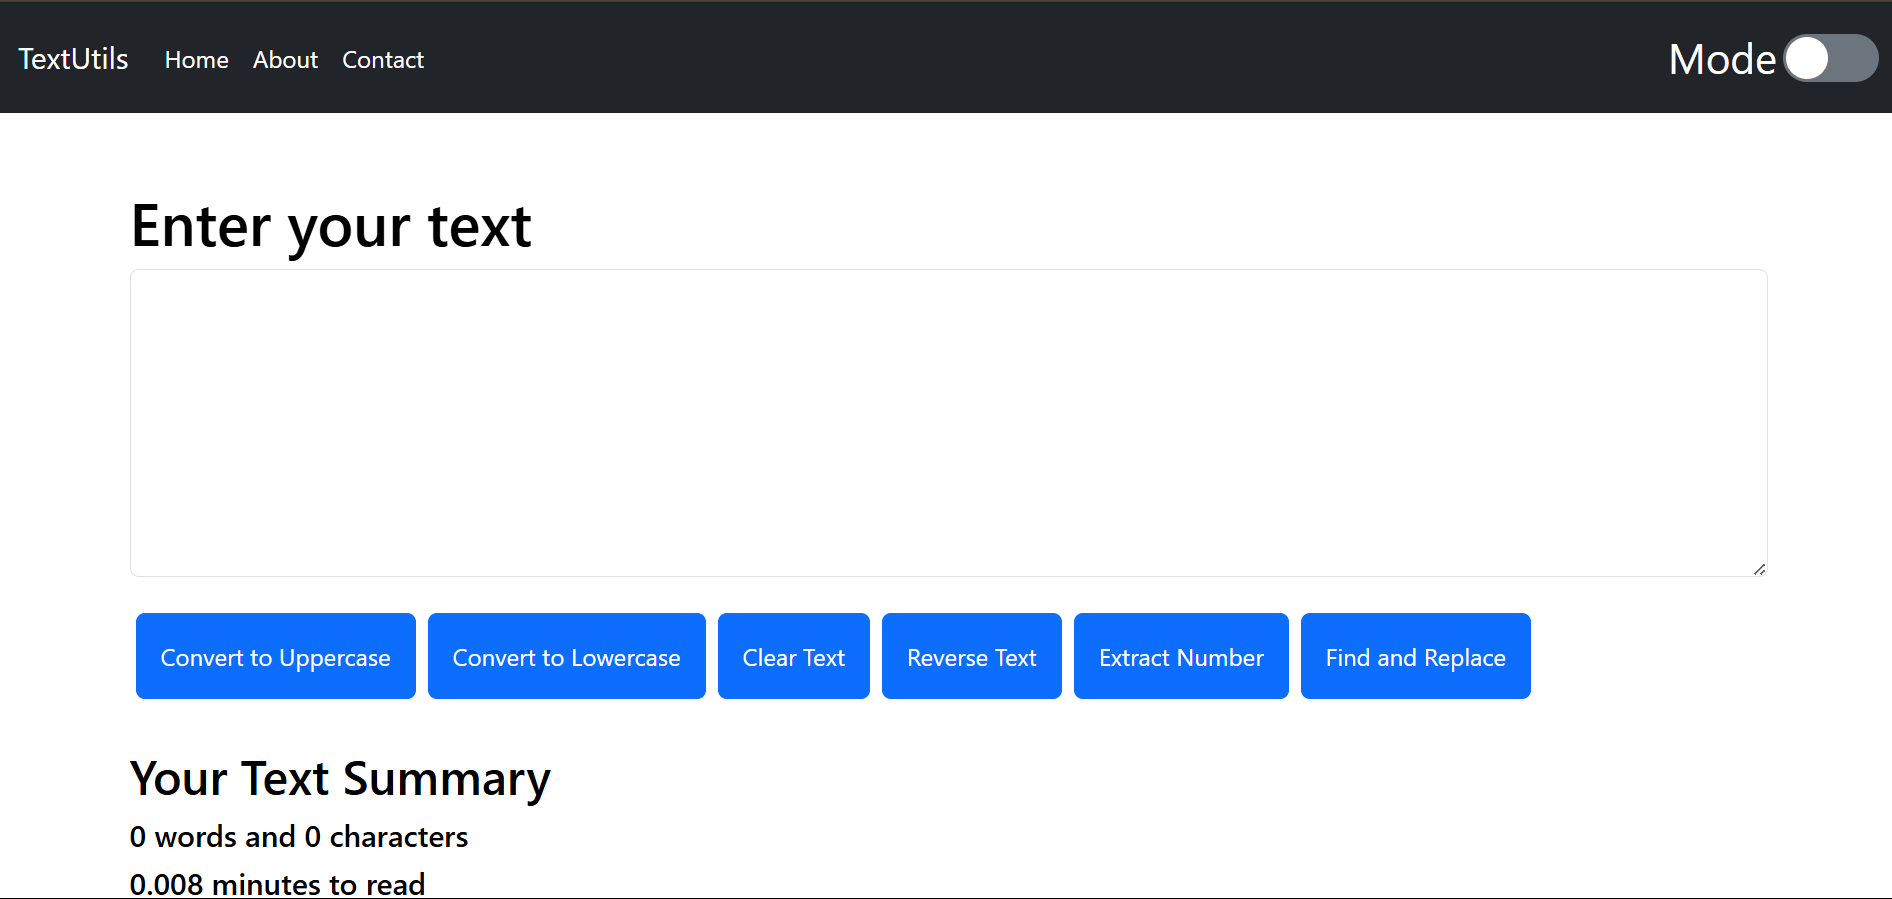 TextUtils Home About Contact Mode
Enter your text
Convert to Uppercase Convert to Lowercase Clear Text Reverse Text Extract Number Find and Replace
Your Text Summary
0 words and 0 characters
0.008 minutes to read